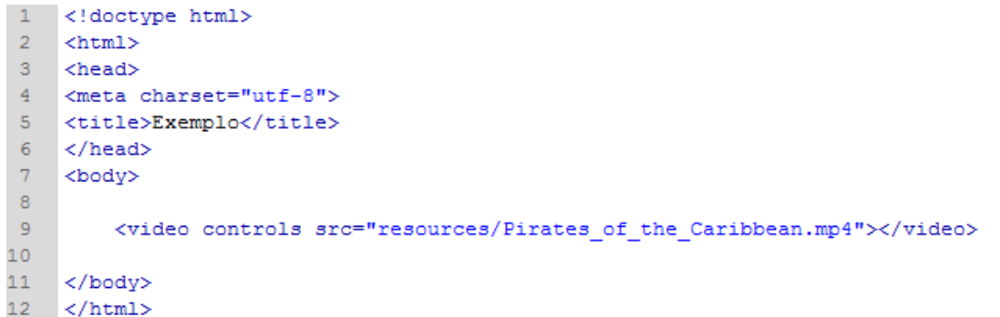 1 <!doctype html>
2 <html>
3 <head>
4 <meta charset="utf-8">
5 <title>Exemplo</title>
6 </head>
7 <body>
8
9 <video controls src="resources/Pirates_of_the_Caribbean.mp4"></video>
10
11 </body>
12 </html>